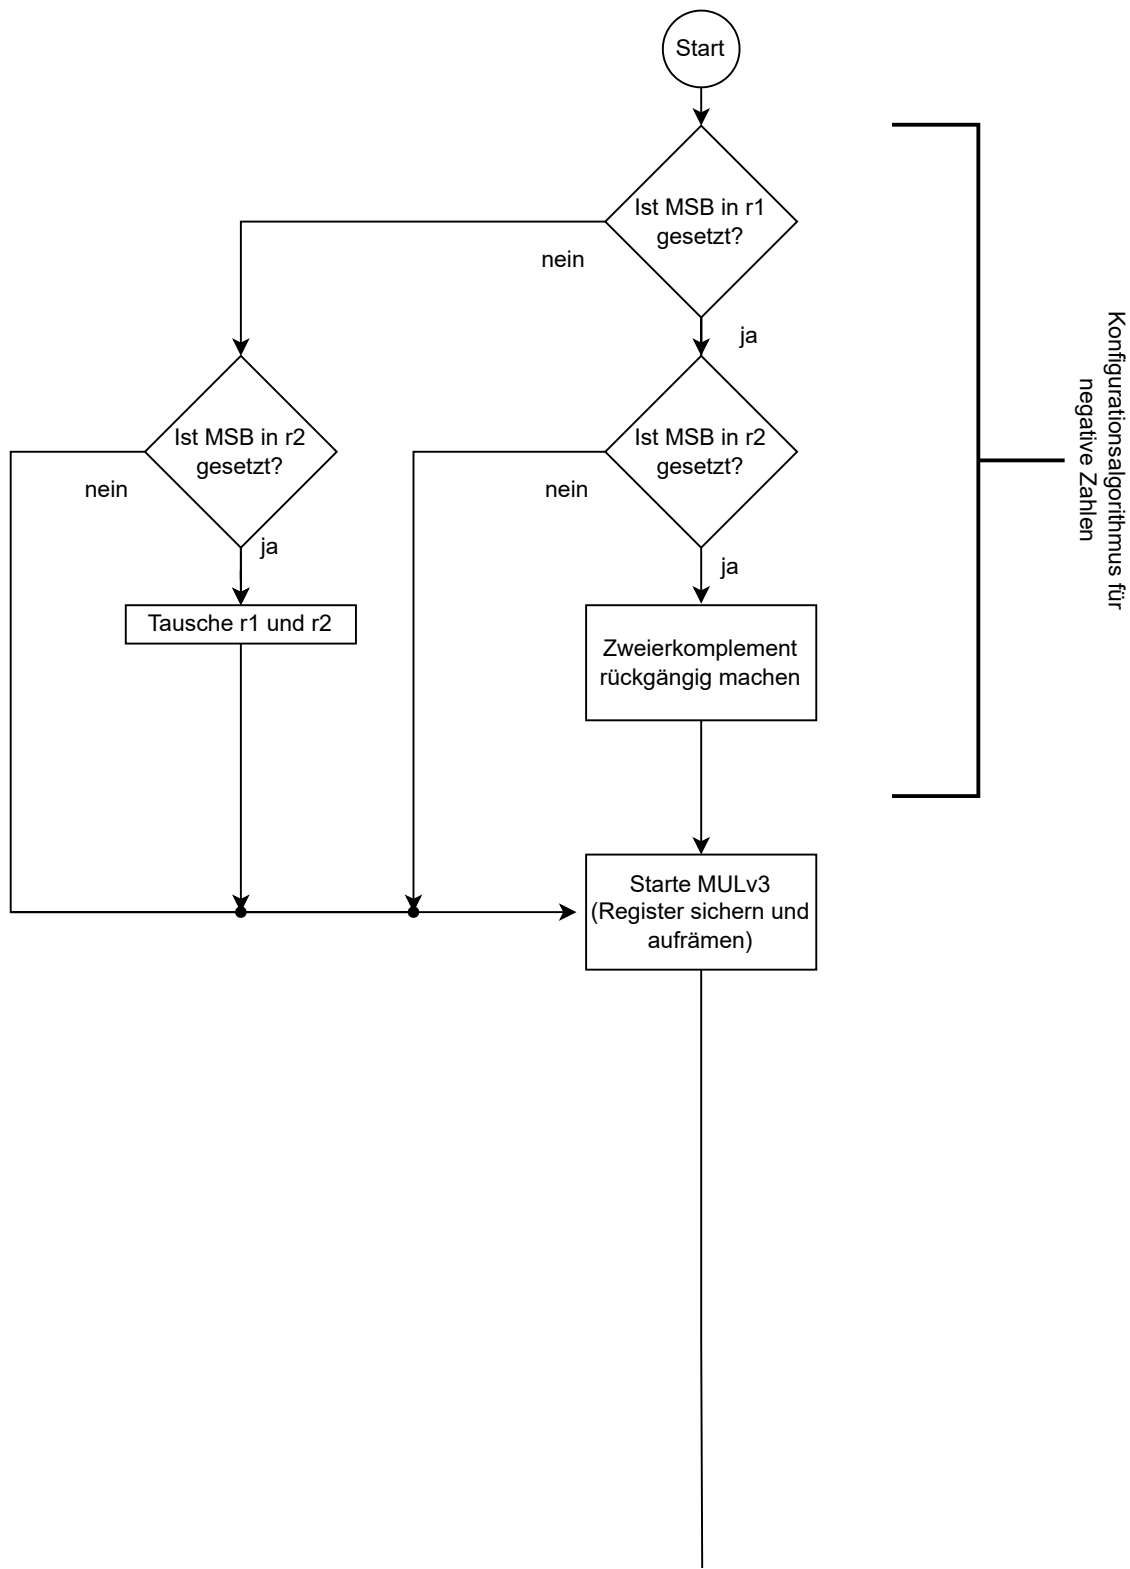 Start
Ist MSB in r1
gesetzt?
nein
ja
Ist MSB in r2
gesetzt?
nein
ja
Ist MSB in r2
gesetzt?
nein
ja
Tausche r1 und r2
Zweierkomplement
rückgängig machen
Starte MULv3
(Register sichern und
aufrämen)
Konfigurationsalgorithmus für
negative Zahlen